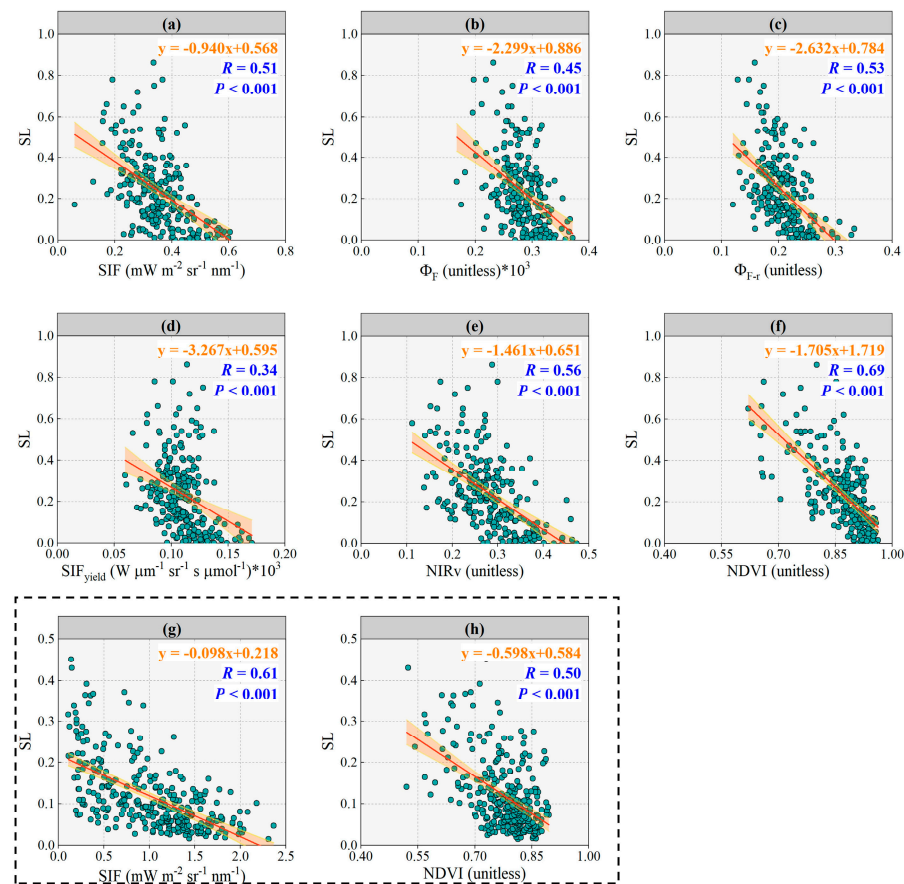 (a)
y = -0.940x+0.568
R = 0.51
P < 0.001
SL
1.0
0.8
0.6
0.4
0.2
0.0
0.0 0.2 0.4 0.6 0.8
SIF (mW m⁻² sr⁻¹ nm⁻¹)
(b)
y = -2.299x+0.886
R = 0.45
P < 0.001
SL
1.0
0.8
0.6
0.4
0.2
0.0
0.0 0.1 0.2 0.3 0.4
Φ_F (unitless)*10³
(c)
y = -2.632x+0.784
R = 0.53
P < 0.001
SL
1.0
0.8
0.6
0.4
0.2
0.0
0.0 0.1 0.2 0.3 0.4
Φ_F-r (unitless)
(d)
y = -3.267x+0.595
R = 0.34
P < 0.001
SL
1.0
0.8
0.6
0.4
0.2
0.0
0.00 0.05 0.10 0.15 0.20
SIF_yield (W μm⁻¹ sr⁻¹ s μmol⁻¹)*10³
(e)
y = -1.461x+0.651
R = 0.56
P < 0.001
SL
1.0
0.8
0.6
0.4
0.2
0.0
0.0 0.1 0.2 0.3 0.4 0.5
NIRv (unitless)
(f)
y = -1.705x+1.719
R = 0.69
P < 0.001
SL
1.0
0.8
0.6
0.4
0.2
0.0
0.40 0.55 0.70 0.85 1.00
NDVI (unitless)
(g)
y = -0.098x+0.218
R = 0.61
P < 0.001
SL
0.5
0.4
0.3
0.2
0.1
0.0
0.0 0.5 1.0 1.5 2.0 2.5
SIF (mW m⁻² sr⁻¹ nm⁻¹)
(h)
y = -0.598x+0.584
R = 0.50
P < 0.001
SL
0.5
0.4
0.3
0.2
0.1
0.0
0.40 0.55 0.70 0.85 1.00
NDVI (unitless)